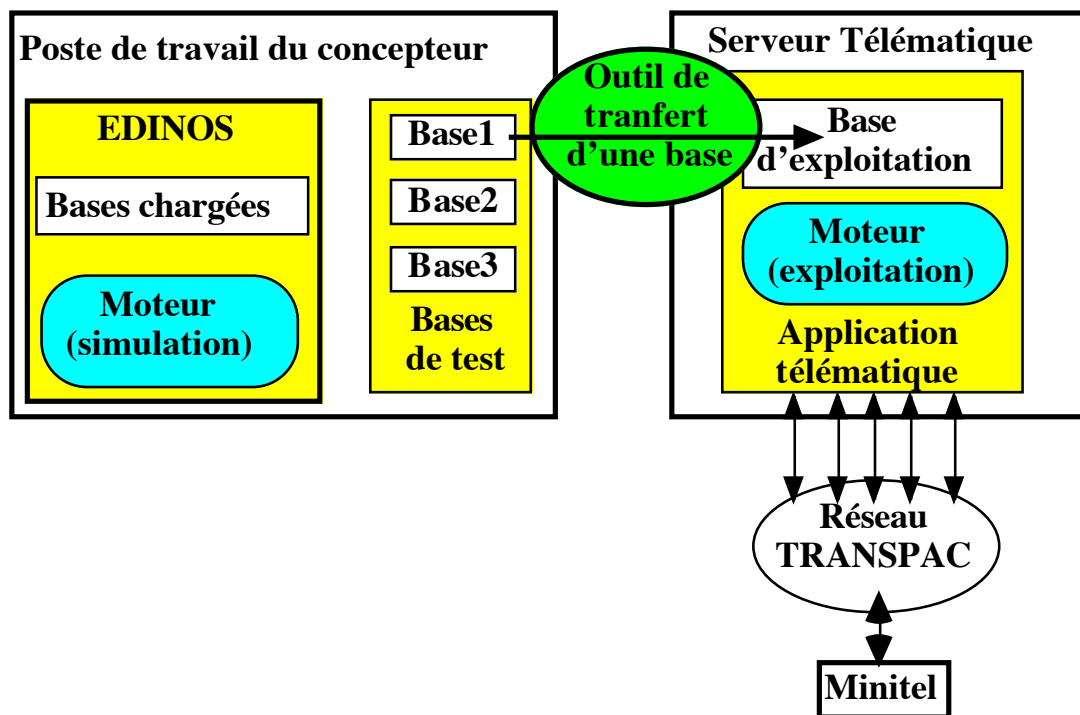 Poste de travail du concepteur
EDINOS
Bases chargées
Moteur
(simulation)
Base1
Base2
Base3
Bases
de test
Outil de
tranfert
d’une base
Serveur Télématique
Base
d’exploitation
Moteur
(exploitation)
Application
télématique
Réseau
TRANSPAC
Minitel